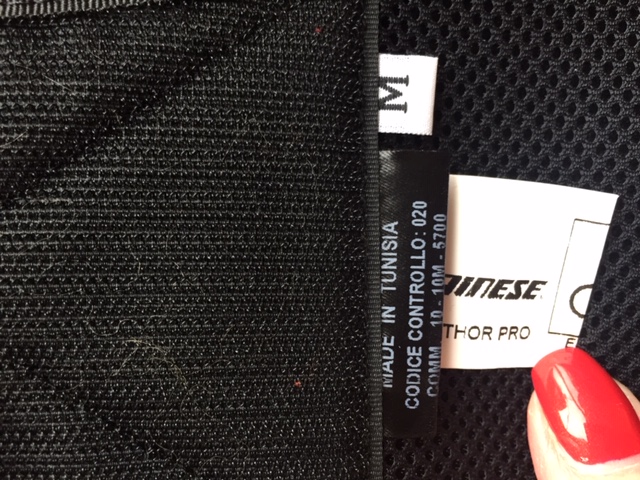 M
MADE IN TUNISIA
CODICE CONTROLLO: 020
COMM. 10 - 10M - 5700
THOR PRO